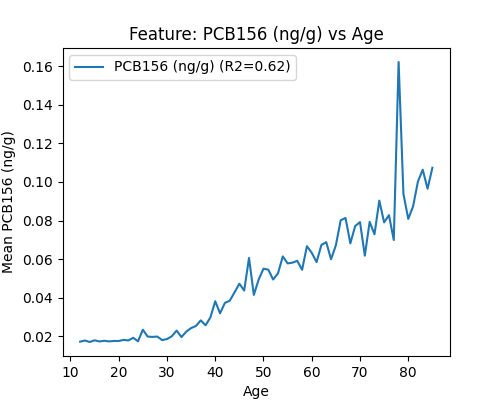 Feature: PCB156 (ng/g) vs Age
PCB156 (ng/g) (R2=0.62)
Mean PCB156 (ng/g)
0.16
0.14
0.12
0.10
0.08
0.06
0.04
0.02
10 20 30 40 50 60 70 80
Age